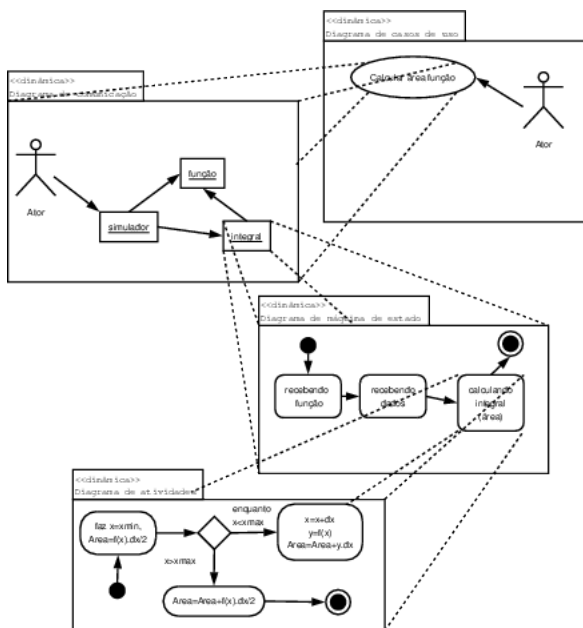 <<dinâmica>>
Diagrama de casos de uso
Calcular área função
Ator
<<dinâmica>>
Diagrama de comunicação
Ator
função
simulador
integral
<<dinâmica>>
Diagrama de máquina de estado
recebendo
função
recebendo
dados
calculando
integral
(área)
<<dinâmica>>
Diagrama de atividades
faz x=xmin,
Area=f(x).dx/2
enquanto
x<xmax
x=x+dx
y=f(x)
Area=Area+y.dx
x>xmax
Area=Area+f(x).dx/2